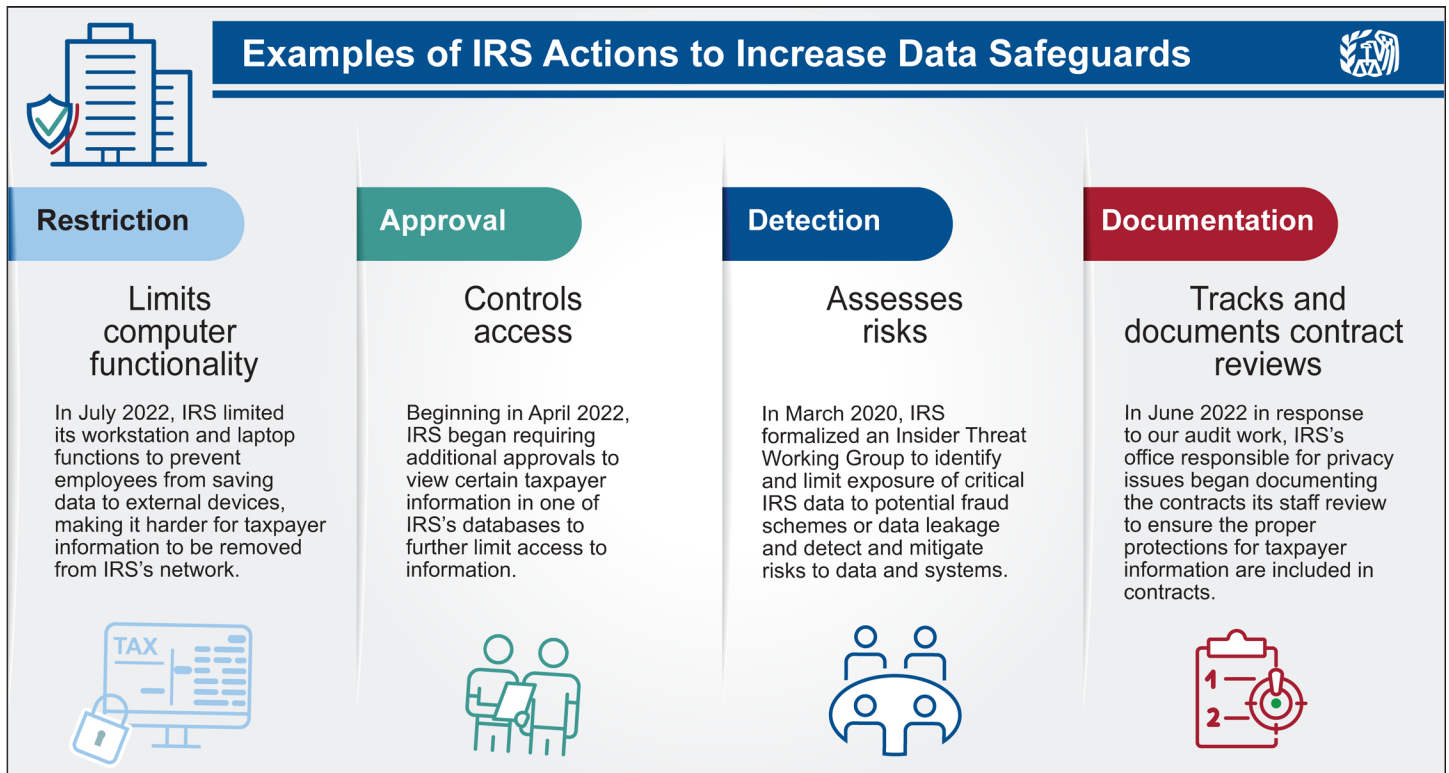 Examples of IRS Actions to Increase Data Safeguards
Restriction
Limits
computer
functionality
In July 2022, IRS limited
its workstation and laptop
functions to prevent
employees from saving
data to external devices,
making it harder for taxpayer
information to be removed
from IRS’s network.
TAX
Approval
Controls
access
Beginning in April 2022,
IRS began requiring
additional approvals to
view certain taxpayer
information in one of
IRS’s databases to
further limit access to
information.
Detection
Assesses
risks
In March 2020, IRS
formalized an Insider Threat
Working Group to identify
and limit exposure of critical
IRS data to potential fraud
schemes or data leakage
and detect and mitigate
risks to data and systems.
Documentation
Tracks and
documents contract
reviews
In June 2022 in response
to our audit work, IRS’s
office responsible for privacy
issues began documenting
the contracts its staff review
to ensure the proper
protections for taxpayer
information are included in
contracts.
1
2